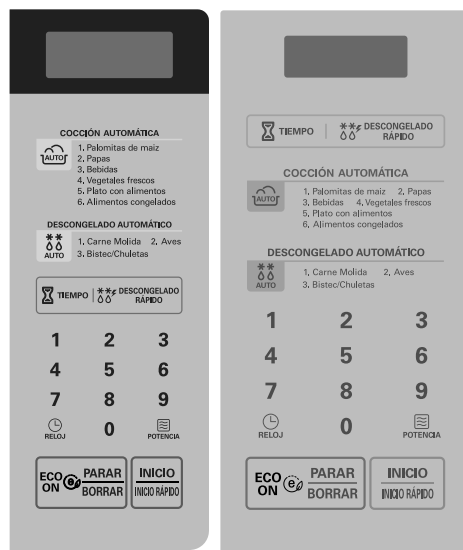 COCCIÓN AUTOMÁTICA
AUTO
1. Palomitas de maiz
2. Papas
3. Bebidas
4. Vegetales frescos
5. Plato con alimentos
6. Alimentos congelados
DESCONGELADO AUTOMÁTICO
AUTO
1. Carne Molida 2. Aves
3. Bistec/Chuletas
TIEMPO
DESCONGELADO
RÁPIDO
1 2 3
4 5 6
7 8 9
RELOJ 0 POTENCIA
ECO
ON
PARAR
BORRAR
INICIO
INICIO RÁPIDO
TIEMPO
DESCONGELADO
RÁPIDO
COCCIÓN AUTOMÁTICA
AUTO
1. Palomitas de maiz 2. Papas
3. Bebidas 4. Vegetales frescos
5. Plato con alimentos
6. Alimentos congelados
DESCONGELADO AUTOMÁTICO
AUTO
1. Carne Molida 2. Aves
3. Bistec/Chuletas
1 2 3
4 5 6
7 8 9
RELOJ 0 POTENCIA
ECO
ON
PARAR
BORRAR
INICIO
INICIO RÁPIDO